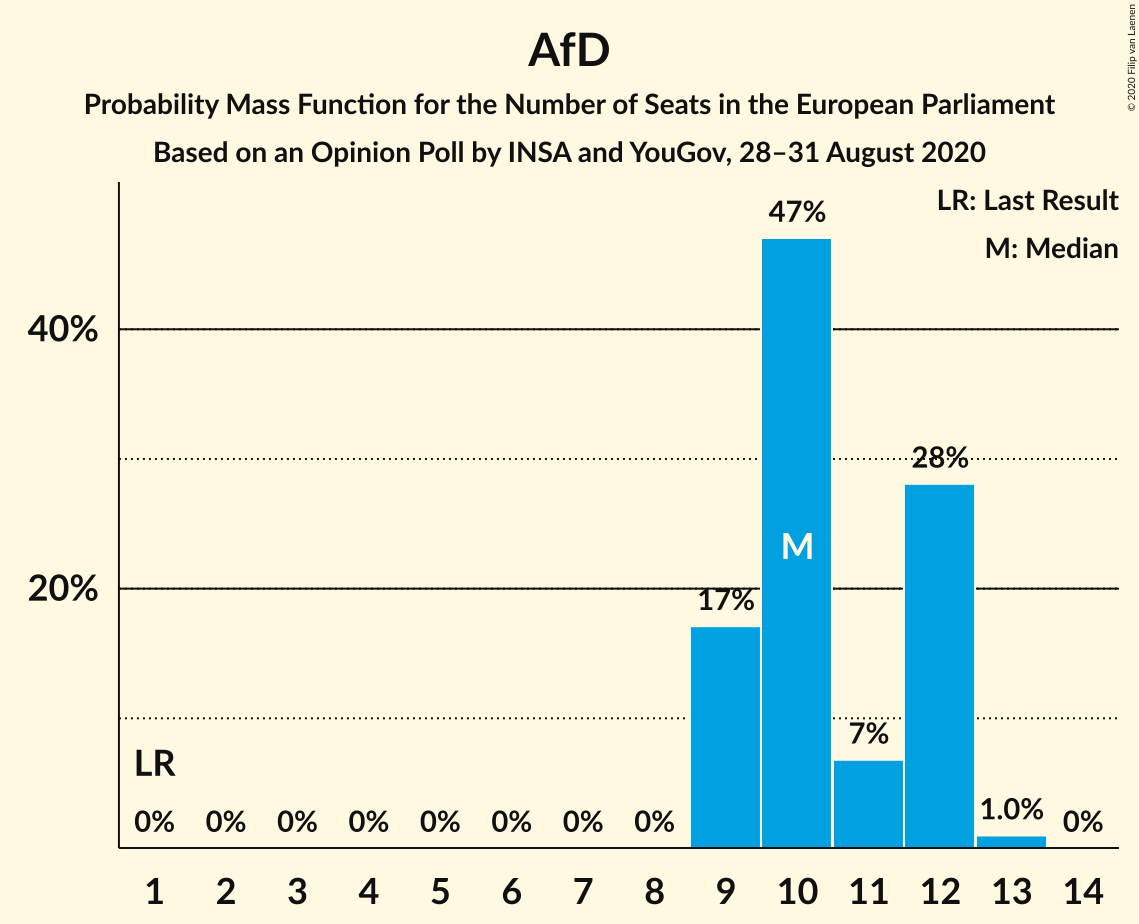 AfD
Probability Mass Function for the Number of Seats in the European Parliament
Based on an Opinion Poll by INSA and YouGov, 28–31 August 2020
© 2020 Filip van Laenen
LR: Last Result
M: Median
47%
40%
28%
M
20%
17%
7%
LR
1.0%
0% 0% 0% 0% 0% 0% 0% 0% 0%
1 2 3 4 5 6 7 8 9 10 11 12 13 14